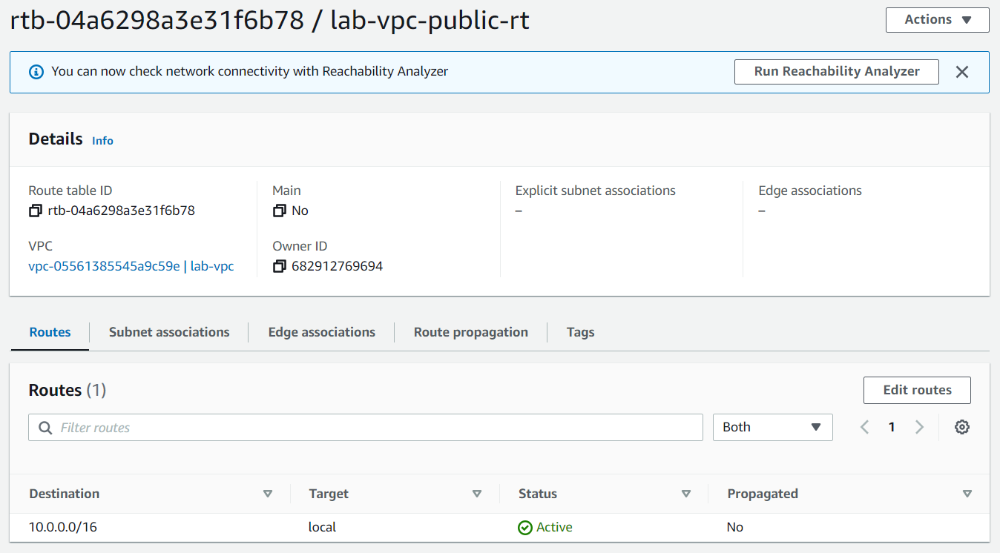 rtb-04a6298a3e31f6b78 / lab-vpc-public-rt
Actions
You can now check network connectivity with Reachability Analyzer
Run Reachability Analyzer
Details Info
Route table ID
rtb-04a6298a3e31f6b78
Main
No
Explicit subnet associations
–
Edge associations
–
VPC
vpc-05561385545a9c59e | lab-vpc
Owner ID
682912769694
Routes Subnet associations Edge associations Route propagation Tags
Routes (1)
Edit routes
Filter routes
Both
1
Destination Target Status Propagated
10.0.0.0/16 local Active No